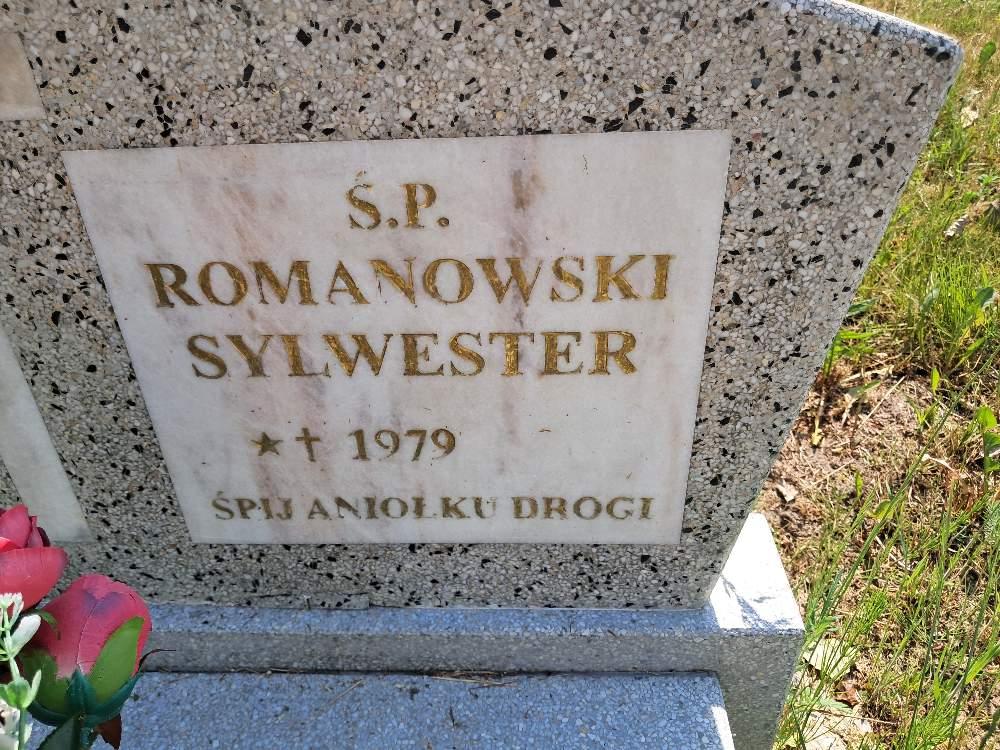 Ś.P.
ROMANOWSKI
SYLWESTER
★ † 1979
ŚPIJ ANIOŁKU DROGI